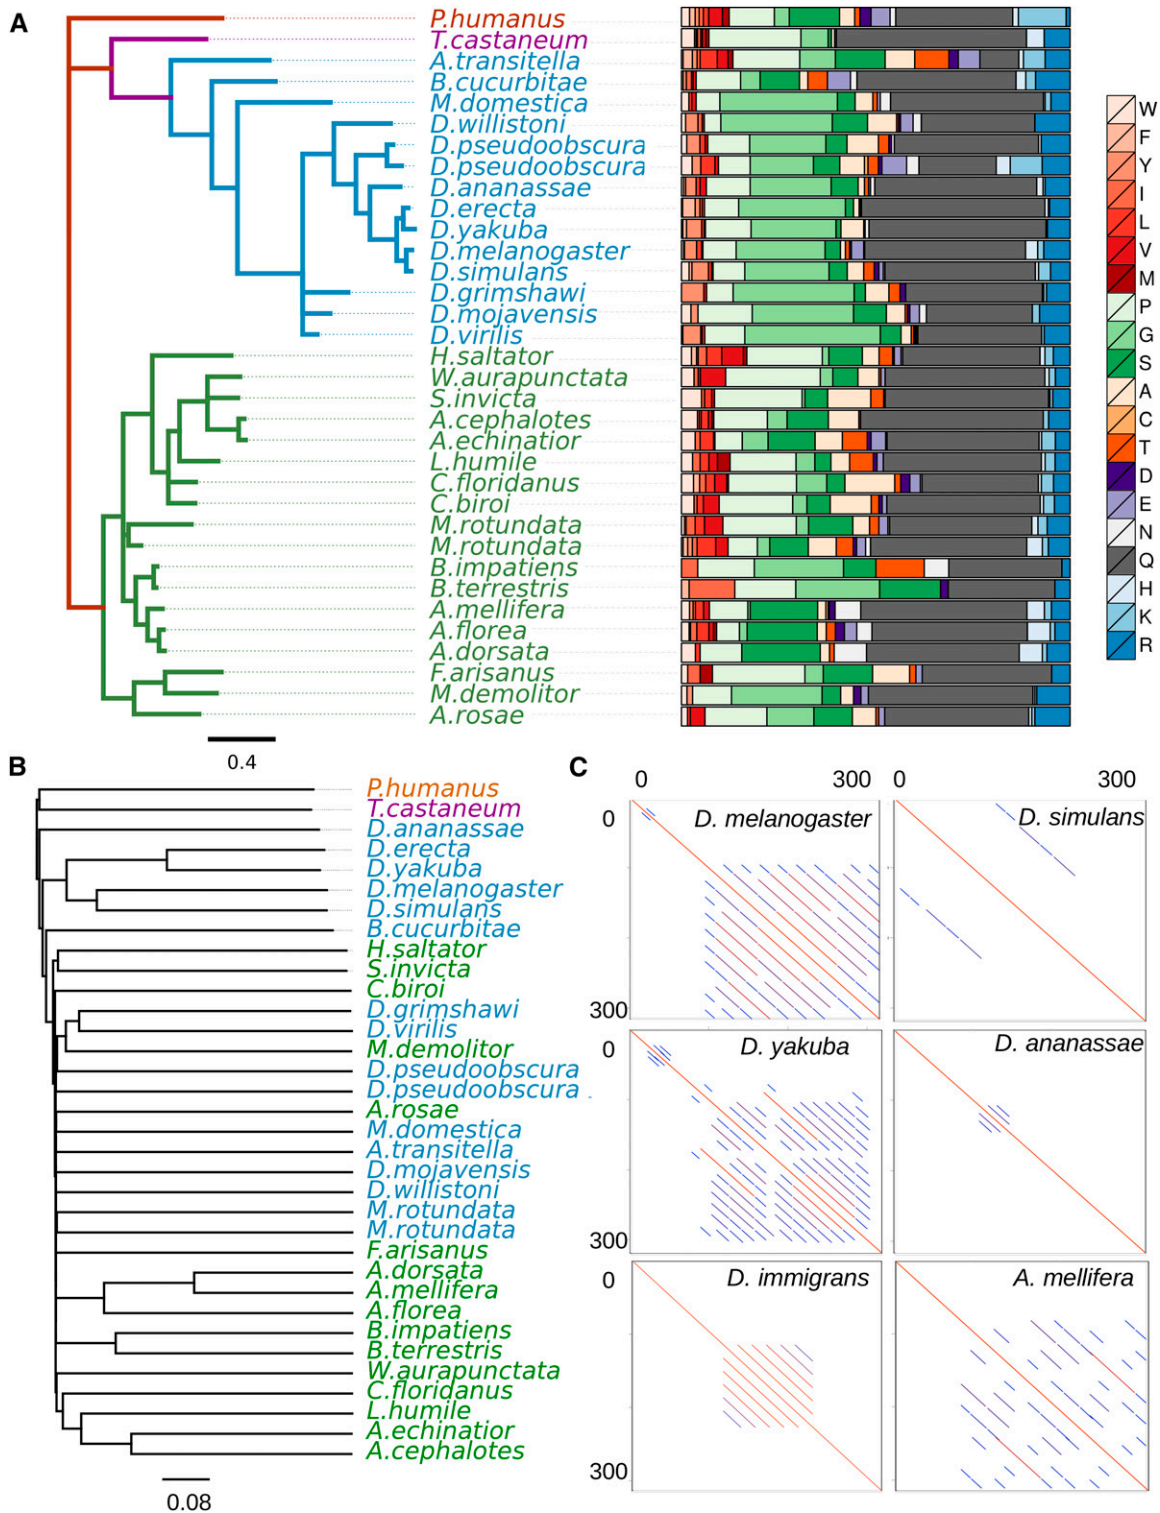 A
P.humanus
T.castaneum
A.transitella
B.cucurbitae
M.domestica
D.willistoni
D.pseudoobscura
D.pseudoobscura
D.ananassae
D.erecta
D.yakuba
D.melanogaster
D.simulans
D.grimshawi
D.mojavensis
D.virilis
H.saltator
W.aurapunctata
S.invicta
A.cephalotes
A.echinatior
L.humile
C.floridanus
C.biroi
M.rotundata
M.rotundata
B.impatiens
B.terrestris
A.mellifera
A.florea
A.dorsata
F.arisanus
M.demolitor
A.rosae
0.4
W
F
Y
I
L
V
M
P
G
S
A
C
T
D
E
N
Q
H
K
R
B
P.humanus
T.castaneum
D.ananassae
D.erecta
D.yakuba
D.melanogaster
D.simulans
B.cucurbitae
H.saltator
S.invicta
C.biroi
D.grimshawi
D.virilis
M.demolitor
D.pseudoobscura
D.pseudoobscura
A.rosae
M.domestica
A.transitella
D.mojavensis
D.willistoni
M.rotundata
M.rotundata
F.arisanus
A.dorsata
A.mellifera
A.florea
B.impatiens
B.terrestris
W.aurapunctata
C.floridanus
L.humile
A.echinatior
A.cephalotes
0.08
C
0 300 0 300
0
D. melanogaster
D. simulans
300
0
D. yakuba
D. ananassae
300
0
D. immigrans
A. mellifera
300